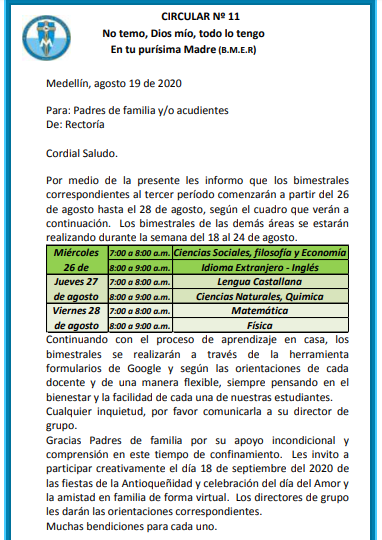 CIRCULAR Nº 11
No temo, Dios mío, todo lo tengo
En tu purísima Madre (B.M.E.R)
Medellín, agosto 19 de 2020
Para: Padres de familia y/o acudientes
De: Rectoría
Cordial Saludo.
Por medio de la presente les informo que los bimestrales
correspondientes al tercer período comenzarán a partir del 26
de agosto hasta el 28 de agosto, según el cuadro que verán a
continuación. Los bimestrales de las demás áreas se estarán
realizando durante la semana del 18 al 24 de agosto.
Miércoles 7:00 a 8:00 a.m. Ciencias Sociales, filosofía y Economía
26 de 8:00 a 9:00 a.m. Idioma Extranjero - Inglés
Jueves 27 7:00 a 8:00 a.m. Lengua Castallana
de agosto 8:00 a 9:00 a.m. Ciencias Naturales, Quimica
Viernes 28 7:00 a 8:00 a.m. Matemática
de agosto 8:00 a 9:00 a.m. Física
Continuando con el proceso de aprendizaje en casa, los
bimestrales se realizarán a través de la herramienta
formularios de Google y según las orientaciones de cada
docente y de una manera flexible, siempre pensando en el
bienestar y la facilidad de cada una de nuestras estudiantes.
Cualquier inquietud, por favor comunicarla a su director de
grupo.
Gracias Padres de familia por su apoyo incondicional y
comprensión en este tiempo de confinamiento. Les invito a
participar creativamente el día 18 de septiembre del 2020 de
las fiestas de la Antioqueñidad y celebración del día del Amor y
la amistad en familia de forma virtual. Los directores de grupo
les darán las orientaciones correspondientes.
Muchas bendiciones para cada uno.